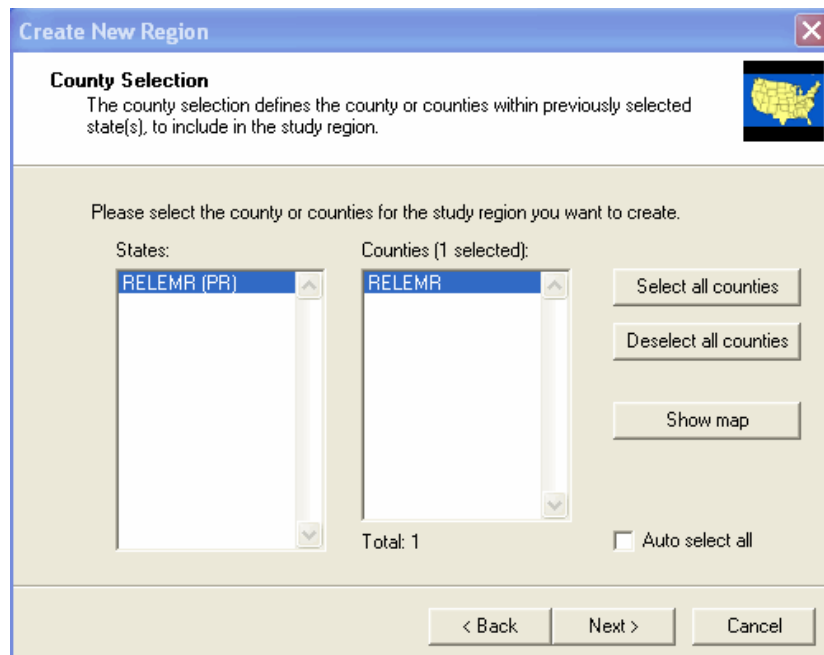 Create New Region
County Selection
The county selection defines the county or counties within previously selected
state(s), to include in the study region.
Please select the county or counties for the study region you want to create.
States:
Counties (1 selected):
RELEMR (PR)
RELEMR
Select all counties
Deselect all counties
Show map
Total: 1
Auto select all
< Back
Next >
Cancel